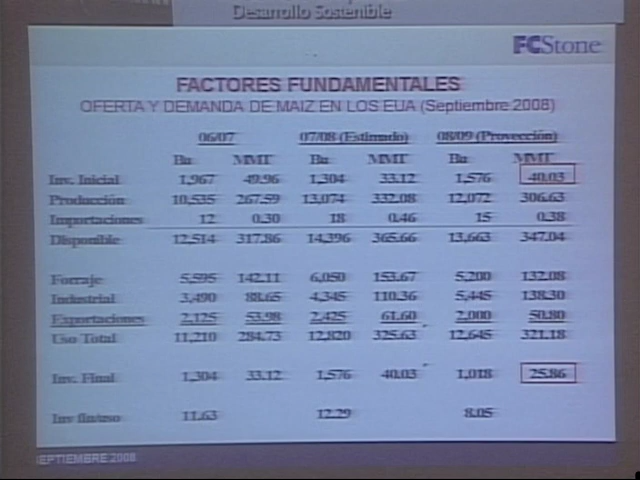 Desarrollo Sostenible
FCStone
FACTORES FUNDAMENTALES
OFERTA Y DEMANDA DE MAIZ EN LOS EUA (Septiembre 2008)
06/07 07/08 (Estimado) 08/09 (Proyección)
Bu MMT Bu MMT Bu MMT
Inv. Inicial 1,967 49.96 1,304 33.12 1,576 40.03
Producción 10,535 267.59 13,074 332.08 12,072 306.63
Importaciones 12 0.30 18 0.46 15 0.38
Disponible 12,514 317.86 14,396 365.66 13,663 347.04
Forraje 5,595 142.11 6,050 153.67 5,200 132.08
Industrial 3,490 88.65 4,345 110.36 5,445 138.30
Exportaciones 2,125 53.98 2,425 61.60 2,000 50.80
Uso Total 11,210 284.73 12,820 325.63 12,645 321.18
Inv. Final 1,304 33.12 1,576 40.03 1,018 25.86
Inv fin/uso 11.63 12.29 8.05
SEPTIEMBRE 2008